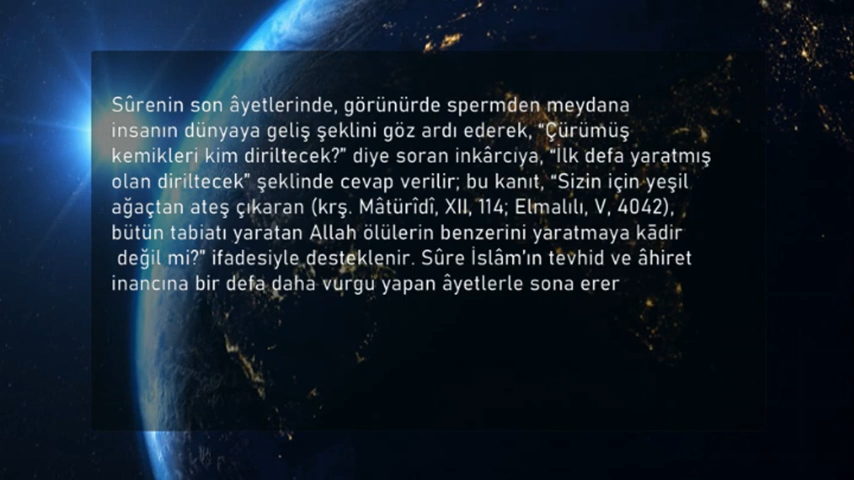 Sûrenin son âyetlerinde, görünürde spermden meydana
insanın dünyaya geliş şeklini göz ardı ederek, “Çürümüş
kemikleri kim diriltecek?” diye soran inkârcıya, “İlk defa yaratmış
olan diriltecek” şeklinde cevap verilir; bu kanıt, “Sizin için yeşil
ağaçtan ateş çıkaran (krş. Mâtürîdî, XII, 114; Elmalılı, V, 4042),
bütün tabiatı yaratan Allah ölülerin benzerini yaratmaya kādir
değil mi?” ifadesiyle desteklenir. Sûre İslâm’ın tevhid ve âhiret
inancına bir defa daha vurgu yapan âyetlerle sona erer